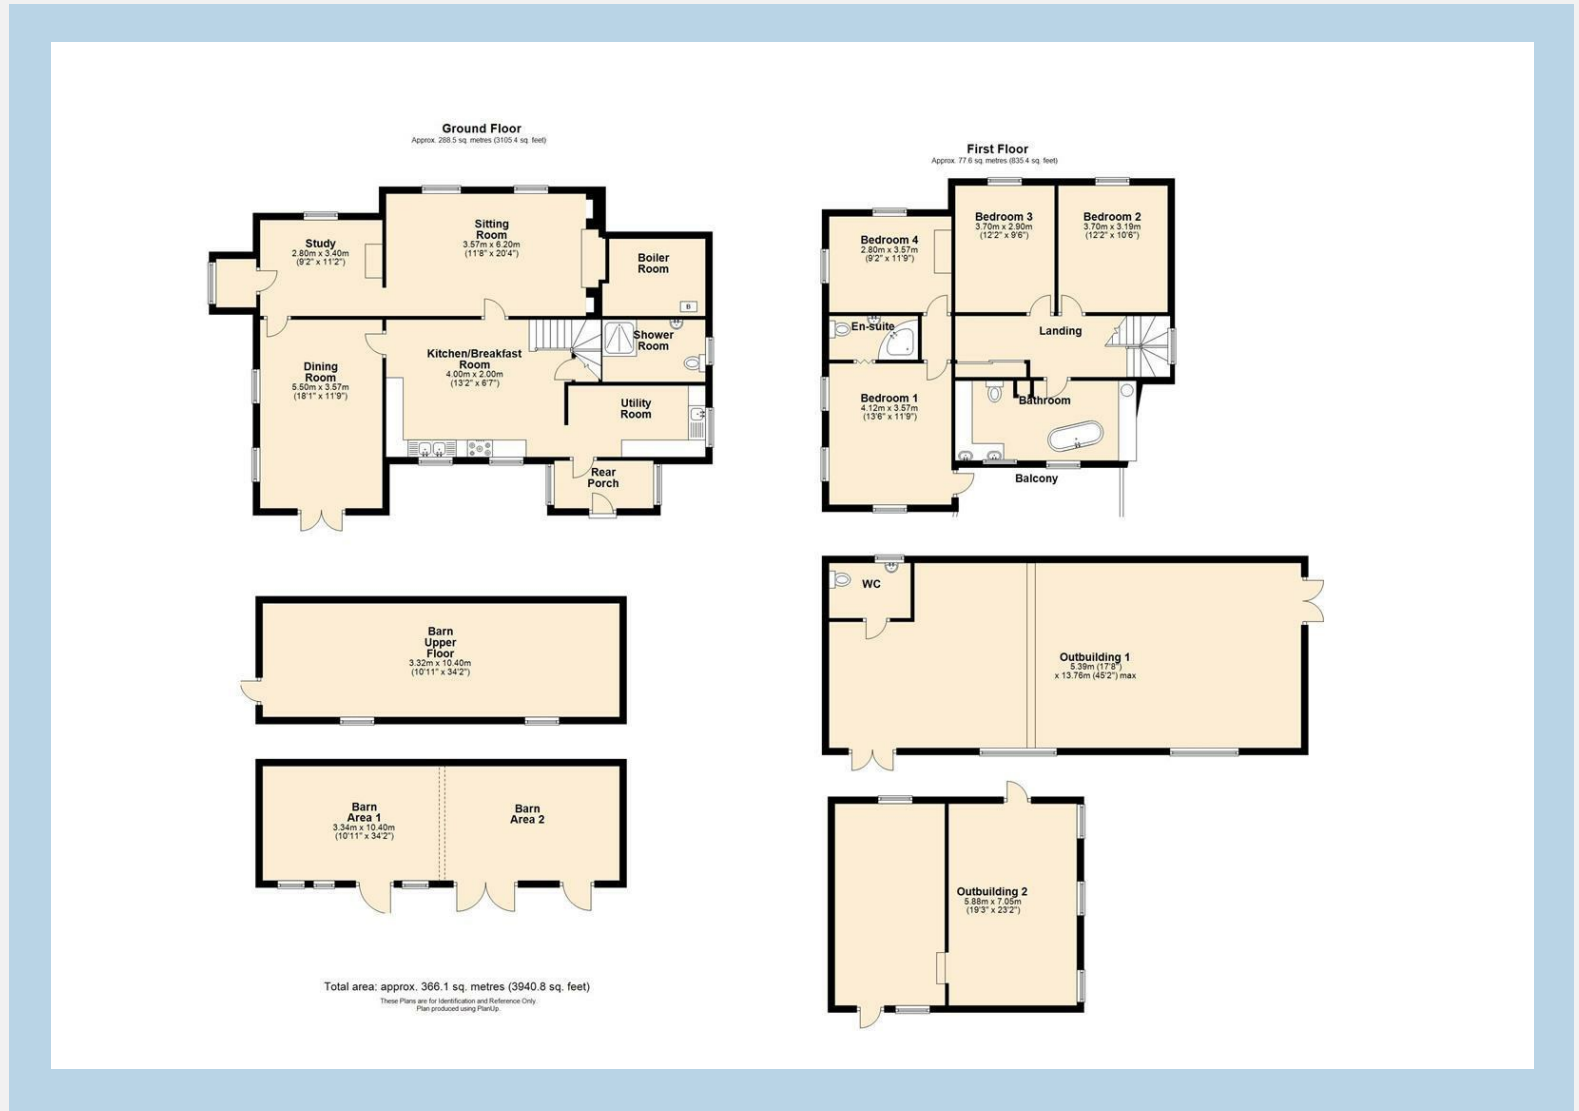 Ground Floor
Approx. 288.5 sq. metres (3105.4 sq. feet)
Sitting
Room
3.57m x 6.20m
(11'8" x 20'4")
Study
2.80m x 3.40m
(9'2" x 11'2")
Boiler
Room
B
Shower
Room
Kitchen/Breakfast
Room
4.00m x 2.00m
(13'2" x 6'7")
Dining
Room
5.50m x 3.57m
(18'1" x 11'9")
Utility
Room
Rear
Porch
First Floor
Approx. 77.6 sq. metres (835.4 sq. feet)
Bedroom 3
3.70m x 2.90m
(12'2" x 9'6")
Bedroom 2
3.70m x 3.19m
(12'2" x 10'6")
Bedroom 4
2.80m x 3.57m
(9'2" x 11'9")
En-suite
Landing
Bedroom 1
4.12m x 3.57m
(13'6" x 11'9")
Bathroom
Balcony
Barn
Upper
Floor
3.32m x 10.40m
(10'11" x 34'2")
WC
Outbuilding 1
5.39m (17'8")
x 13.76m (45'2") max
Barn
Area 1
3.34m x 10.40m
(10'11" x 34'2")
Barn
Area 2
Outbuilding 2
5.88m x 7.05m
(19'3" x 23'2")
Total area: approx. 366.1 sq. metres (3940.8 sq. feet)
These Plans are for Identification and Reference Only.
Plan produced using PlanUp.